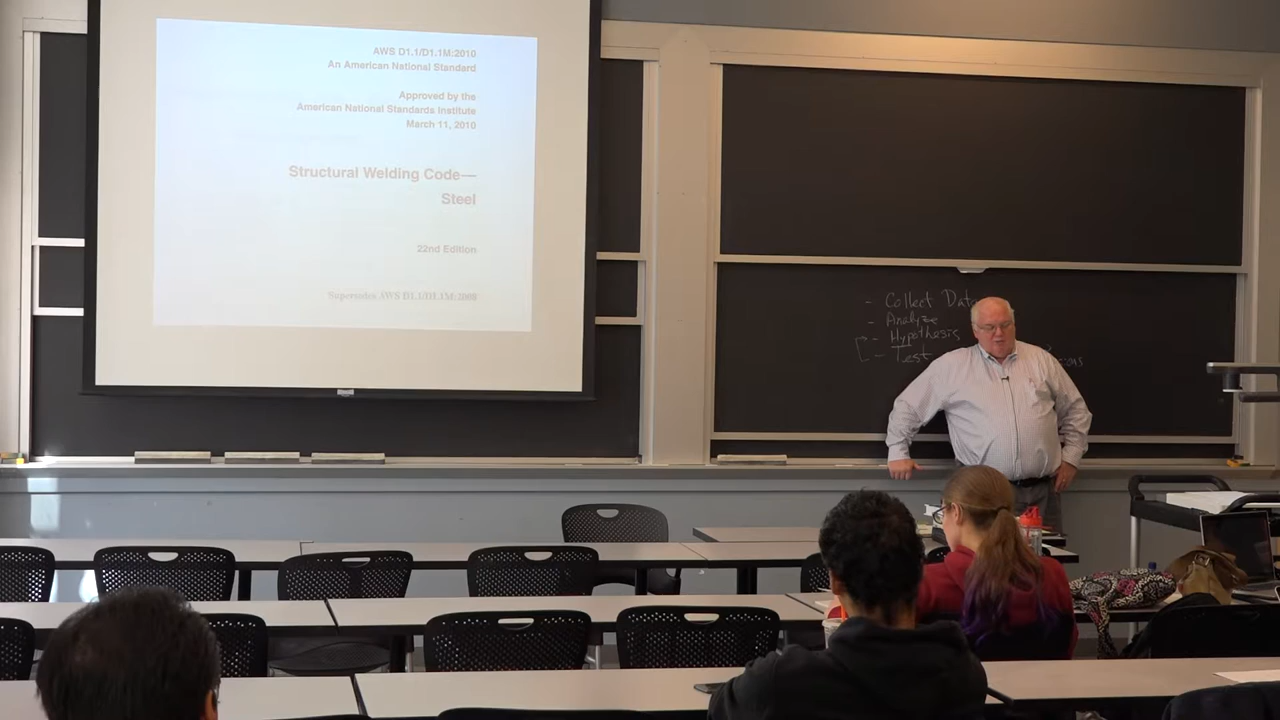 AWS D1.1/D1.1M:2010
An American National Standard
Approved by the
American National Standards Institute
March 11, 2010
Structural Welding Code—
Steel
22nd Edition
Supersedes AWS D1.1/D1.1M:2008
- Collect Data
- Analyze
- Hypothesis
- Test